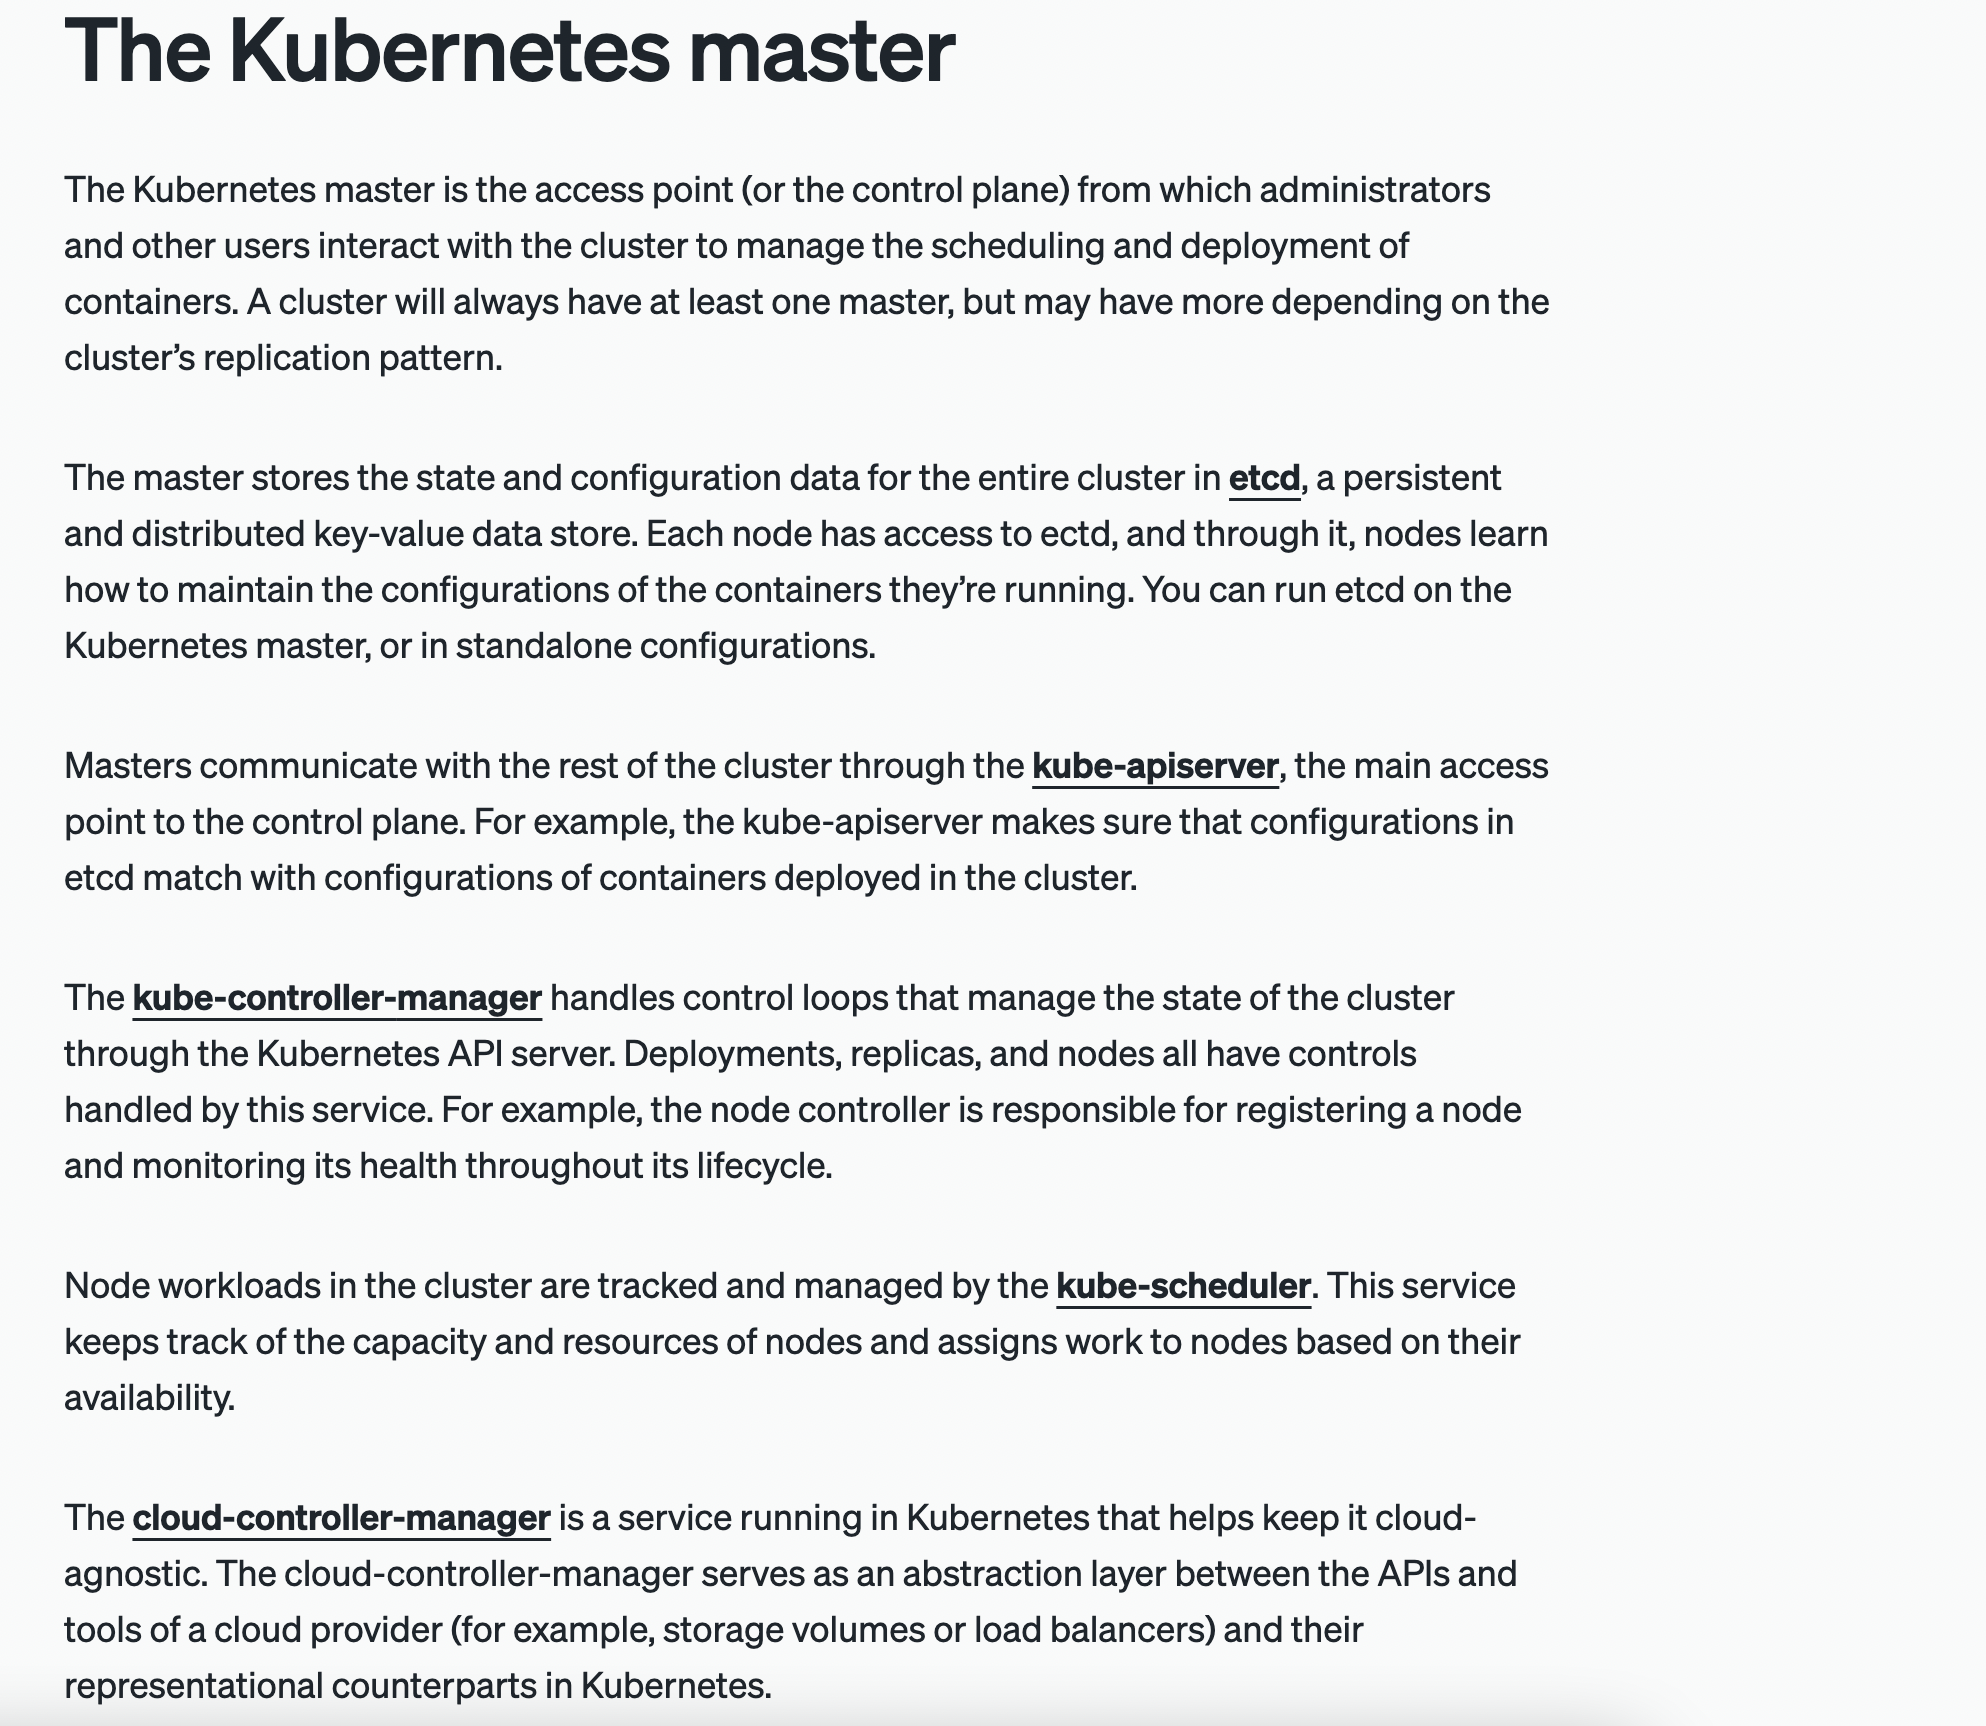 The Kubernetes master
The Kubernetes master is the access point (or the control plane) from which administrators
and other users interact with the cluster to manage the scheduling and deployment of
containers. A cluster will always have at least one master, but may have more depending on the
cluster’s replication pattern.
The master stores the state and configuration data for the entire cluster in etcd, a persistent
and distributed key-value data store. Each node has access to ectd, and through it, nodes learn
how to maintain the configurations of the containers they’re running. You can run etcd on the
Kubernetes master, or in standalone configurations.
Masters communicate with the rest of the cluster through the kube-apiserver, the main access
point to the control plane. For example, the kube-apiserver makes sure that configurations in
etcd match with configurations of containers deployed in the cluster.
The kube-controller-manager handles control loops that manage the state of the cluster
through the Kubernetes API server. Deployments, replicas, and nodes all have controls
handled by this service. For example, the node controller is responsible for registering a node
and monitoring its health throughout its lifecycle.
Node workloads in the cluster are tracked and managed by the kube-scheduler. This service
keeps track of the capacity and resources of nodes and assigns work to nodes based on their
availability.
The cloud-controller-manager is a service running in Kubernetes that helps keep it cloud-
agnostic. The cloud-controller-manager serves as an abstraction layer between the APIs and
tools of a cloud provider (for example, storage volumes or load balancers) and their
representational counterparts in Kubernetes.